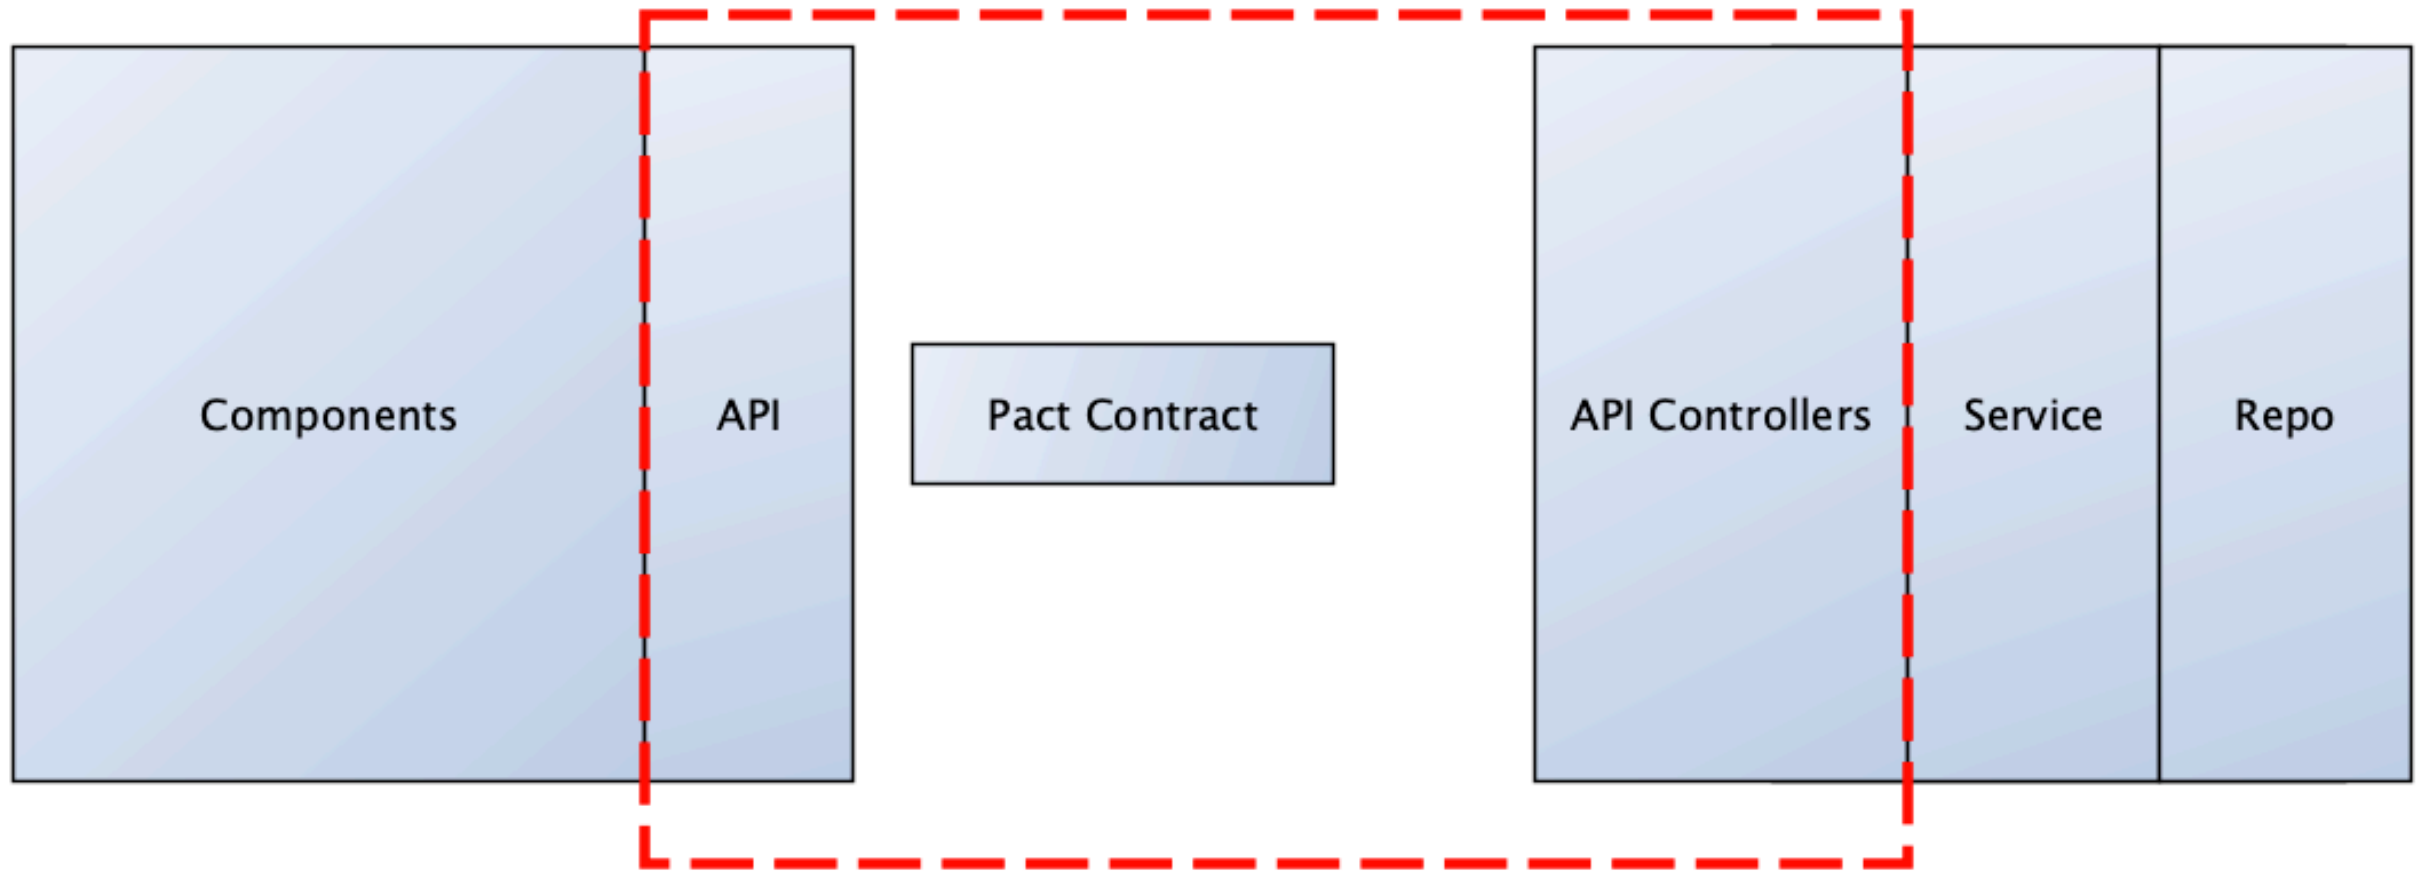 Components
API
Pact Contract
API Controllers
Service
Repo